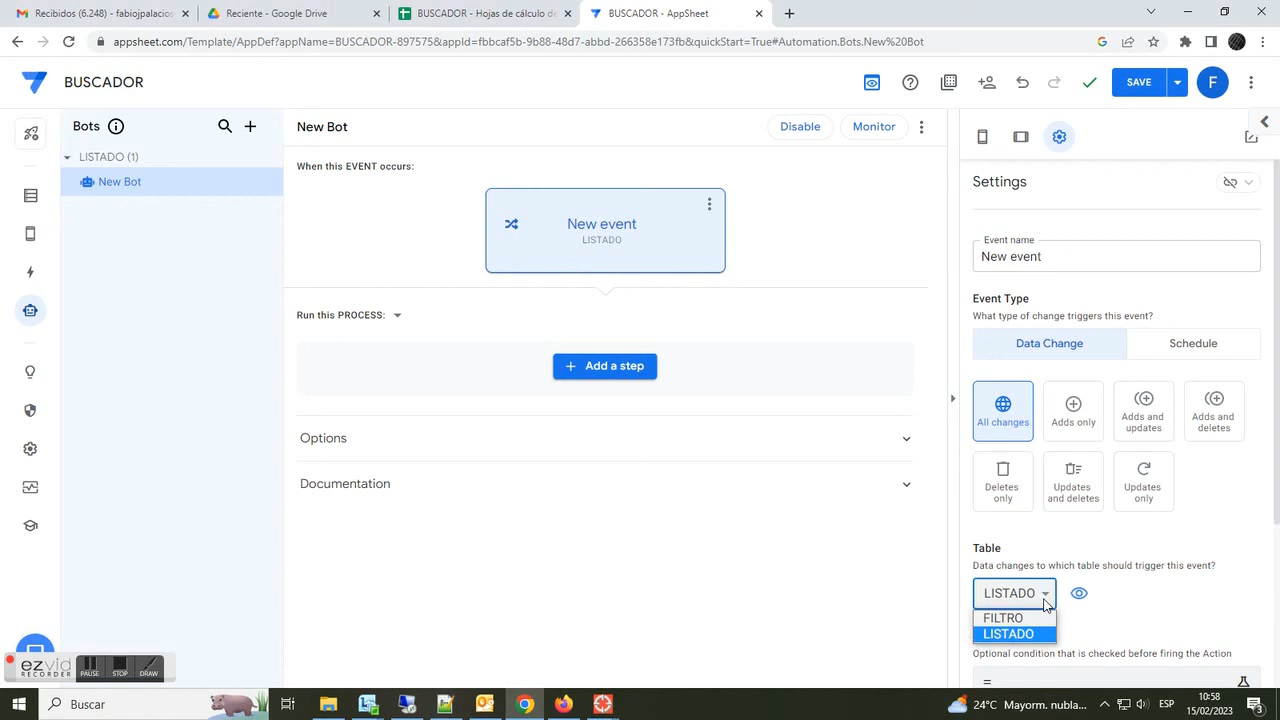 Recibidos (6.248) - fabiojpalacios
Reciente - Google Drive
BUSCADOR - Hojas de cálculo de
BUSCADOR - AppSheet
appsheet.com/Template/AppDef?appName=BUSCADOR-897575&appId=fbbcaf5b-9b88-48d7-abbd-266358e173fb&quickStart=True#Automation.Bots.New%20Bot
BUSCADOR
SAVE
F
Bots
New Bot
Disable
Monitor
LISTADO (1)
New Bot
When this EVENT occurs:
New event
LISTADO
Run this PROCESS:
Add a step
Options
Documentation
Settings
Event name
New event
Event Type
What type of change triggers this event?
Data Change
Schedule
All changes
Adds only
Adds and updates
Adds and deletes
Deletes only
Updates and deletes
Updates only
Table
Data changes to which table should trigger this event?
LISTADO
FILTRO
LISTADO
Optional condition that is checked before firing the Action
=
ezvid
RECORDER
PAUSE
STOP
DRAW
Buscar
24°C Mayorm. nubla...
ESP
10:58
15/02/2023
3